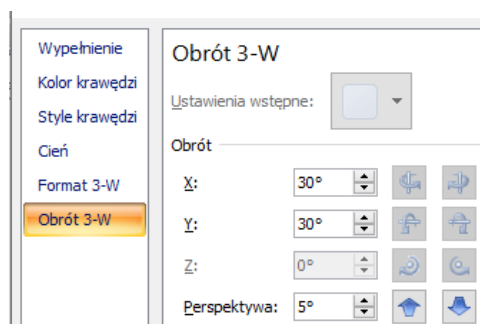 Wypełnienie
Kolor krawędzi
Style krawędzi
Cień
Format 3-W
Obrót 3-W
Obrót 3-W
Ustawienia wstępne:
Obrót
X: 30°
Y: 30°
Z: 0°
Perspektywa: 5°